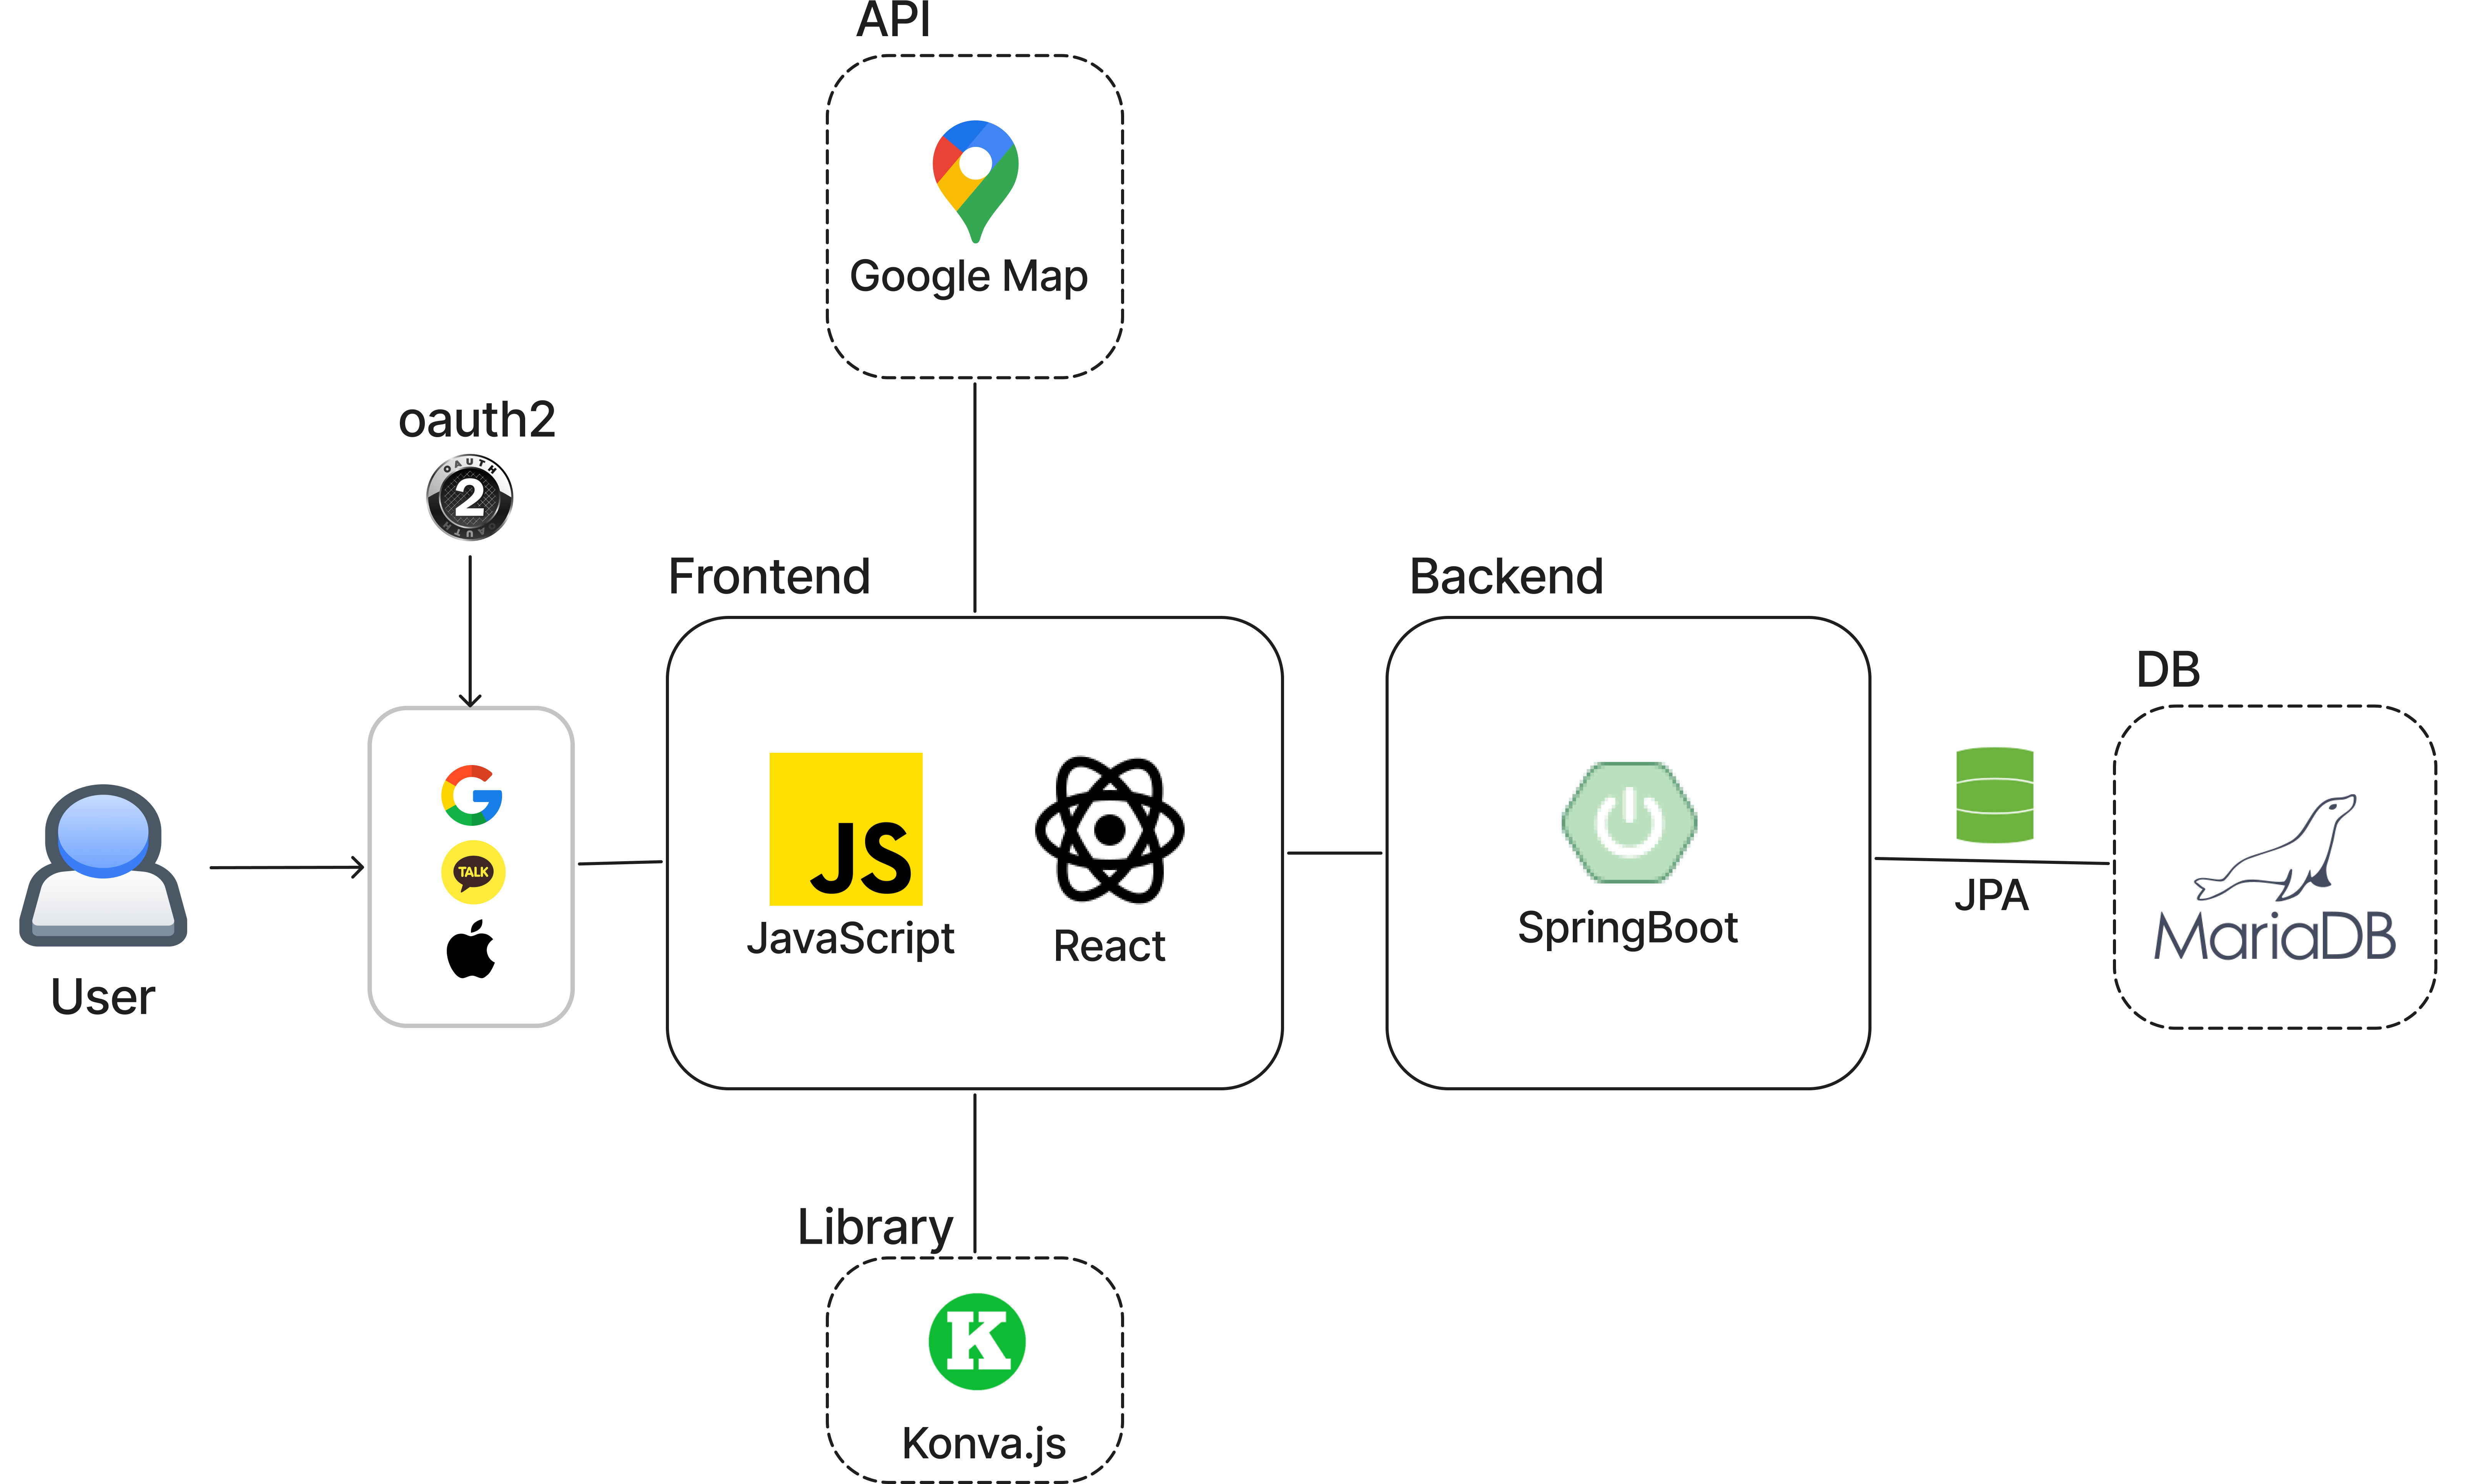 API
Google Map
oauth2
OAUTH
2
OAUTH
Frontend
Backend
DB
TALK
JS
JavaScript
React
SpringBoot
JPA
MariaDB
User
Library
K
Konva.js